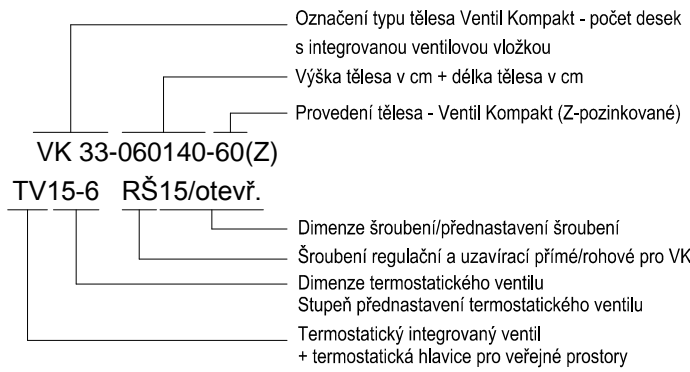 Označení typu tělesa Ventil Kompakt - počet desek
s integrovanou ventilovou vložkou
Výška tělesa v cm + délka tělesa v cm
Provedení tělesa - Ventil Kompakt (Z-pozinkované)
VK 33-060140-60(Z)
TV15-6 RŠ15/otevř.
Dimenze šroubení/přednastavení šroubení
Šroubení regulační a uzavírací přímé/rohové pro VK
Dimenze termostatického ventilu
Stupeň přednastavení termostatického ventilu
Termostatický integrovaný ventil
+ termostatická hlavice pro veřejné prostory